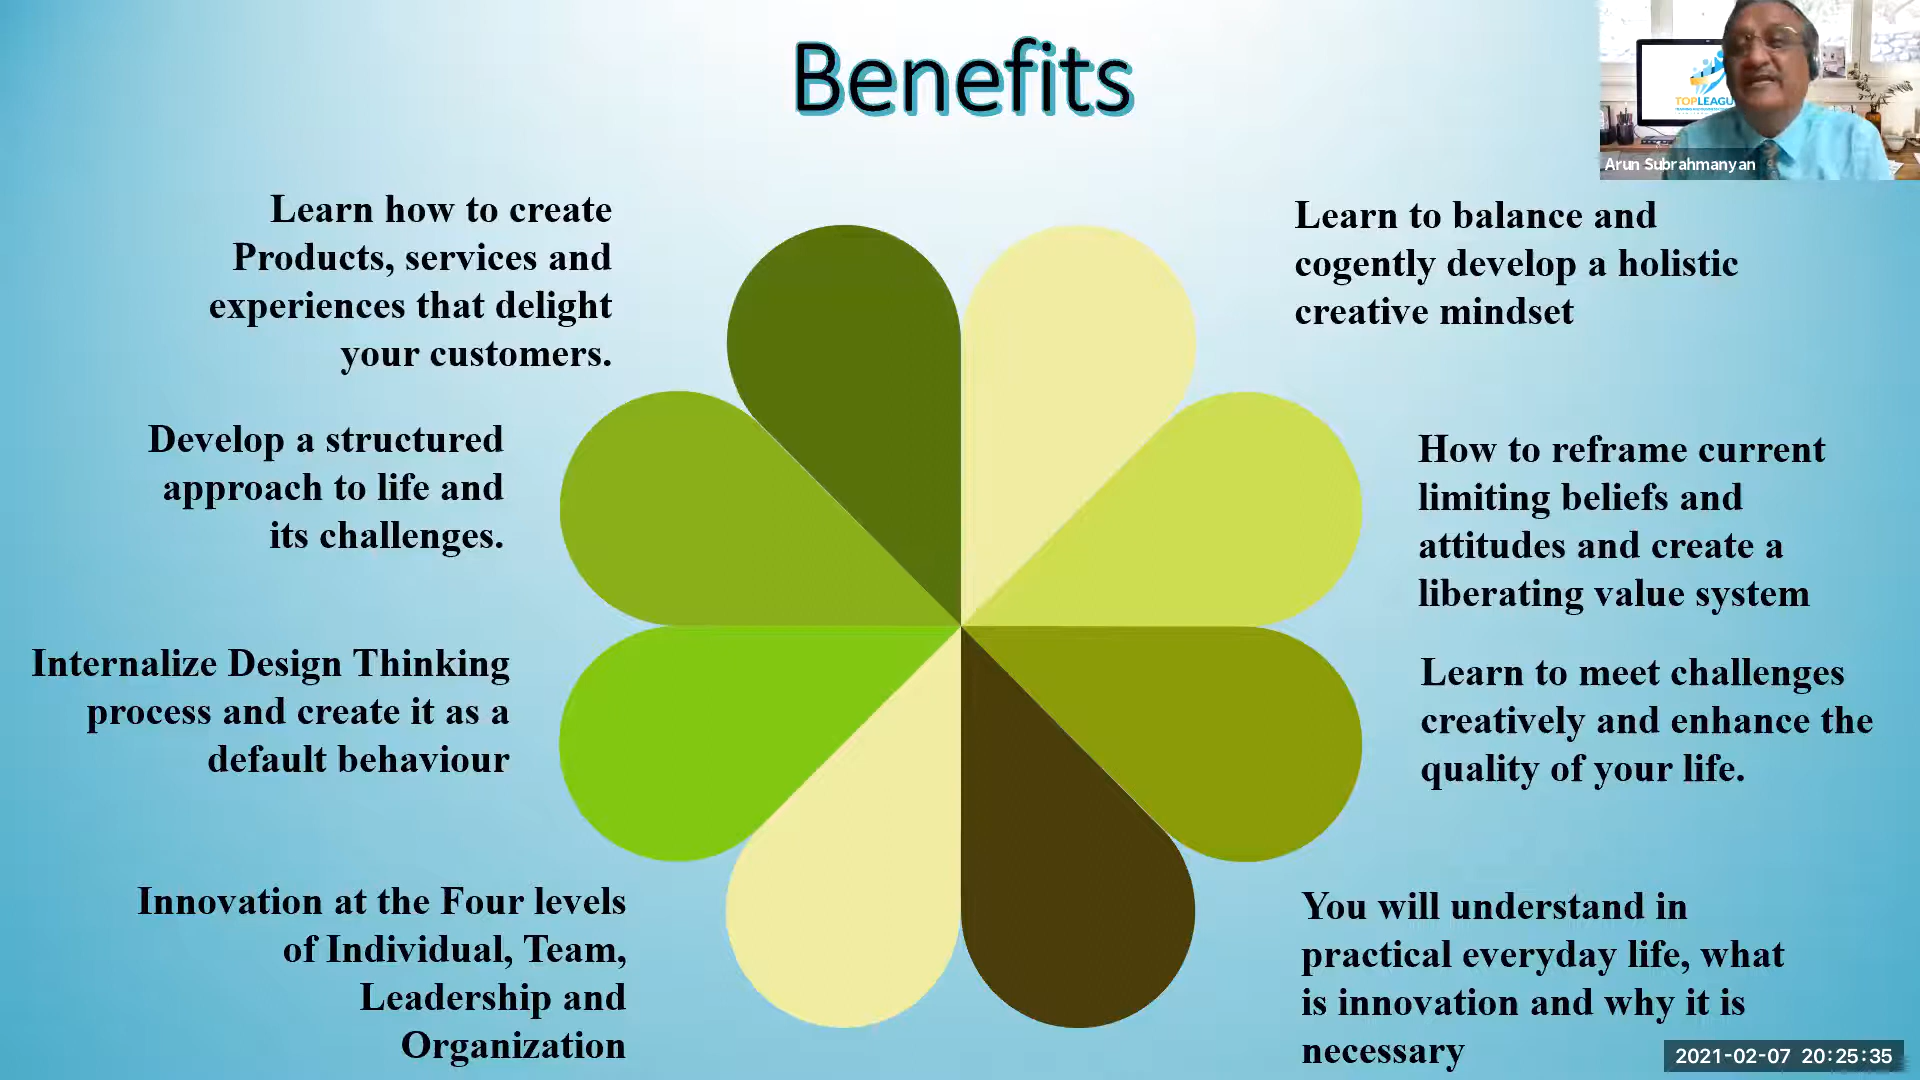 Benefits
TOPLEAGU
Arun Subrahmanyan
Learn how to create
Products, services and
experiences that delight
your customers.
Learn to balance and
cogently develop a holistic
creative mindset
Develop a structured
approach to life and
its challenges.
How to reframe current
limiting beliefs and
attitudes and create a
liberating value system
Internalize Design Thinking
process and create it as a
default behaviour
Learn to meet challenges
creatively and enhance the
quality of your life.
Innovation at the Four levels
of Individual, Team,
Leadership and
Organization
You will understand in
practical everyday life, what
is innovation and why it is
necessary
2021-02-07 20:25:35